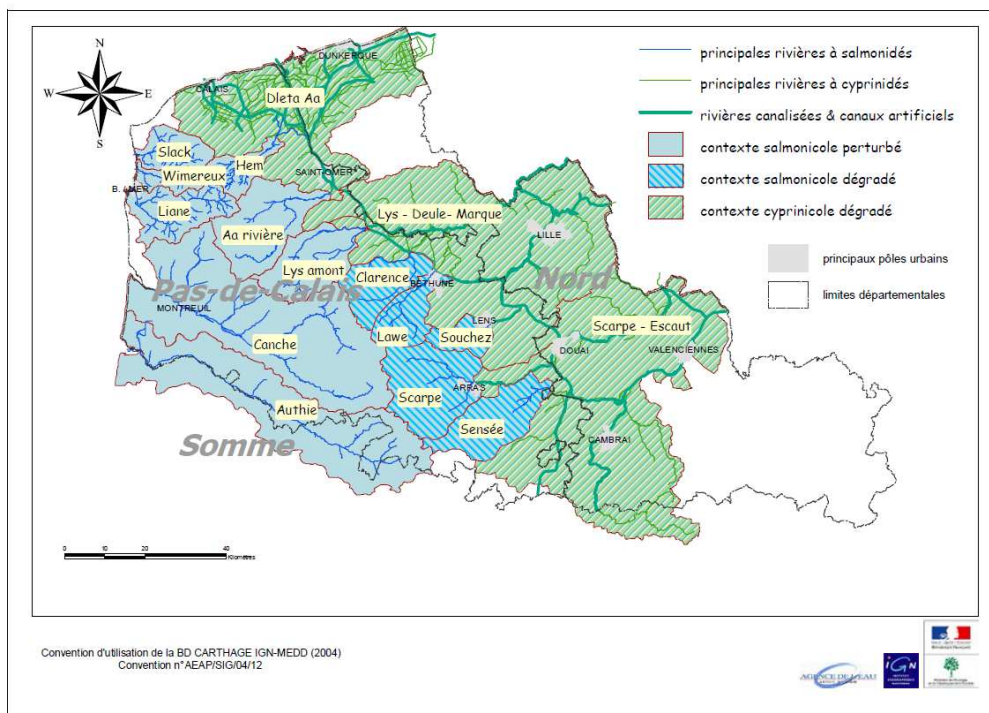 N
W
E
S
DUNKERQUE
CALAIS
Dleta Aa
Slack
Wimereux
Hem
SAINT-OMER
Liane
Aa rivière
Lys - Deule- Marque
LILLE
Lys amont
Clarence
BETHUNE
Nord
Pas-de-Calais
MONTREUIL
LENS
Canche
Lawe
Souchez
Scarpe - Escaut
DOUAI
VALENCIENNES
ARRAS
Scarpe
Authie
Sensée
Somme
CAMBRAI
principales rivières à salmonidés
principales rivières à cyprinidés
rivières canalisées & canaux artificiels
contexte salmonicole perturbé
contexte salmonicole dégradé
contexte cyprinicole dégradé
principaux pôles urbains
limites départementales
0 10 20 40
Kilomètres
Convention d'utilisation de la BD CARTHAGE IGN-MEDD (2004)
Convention n°AEAP/SIG/04/12
AGENCE DE L'EAU
IGN